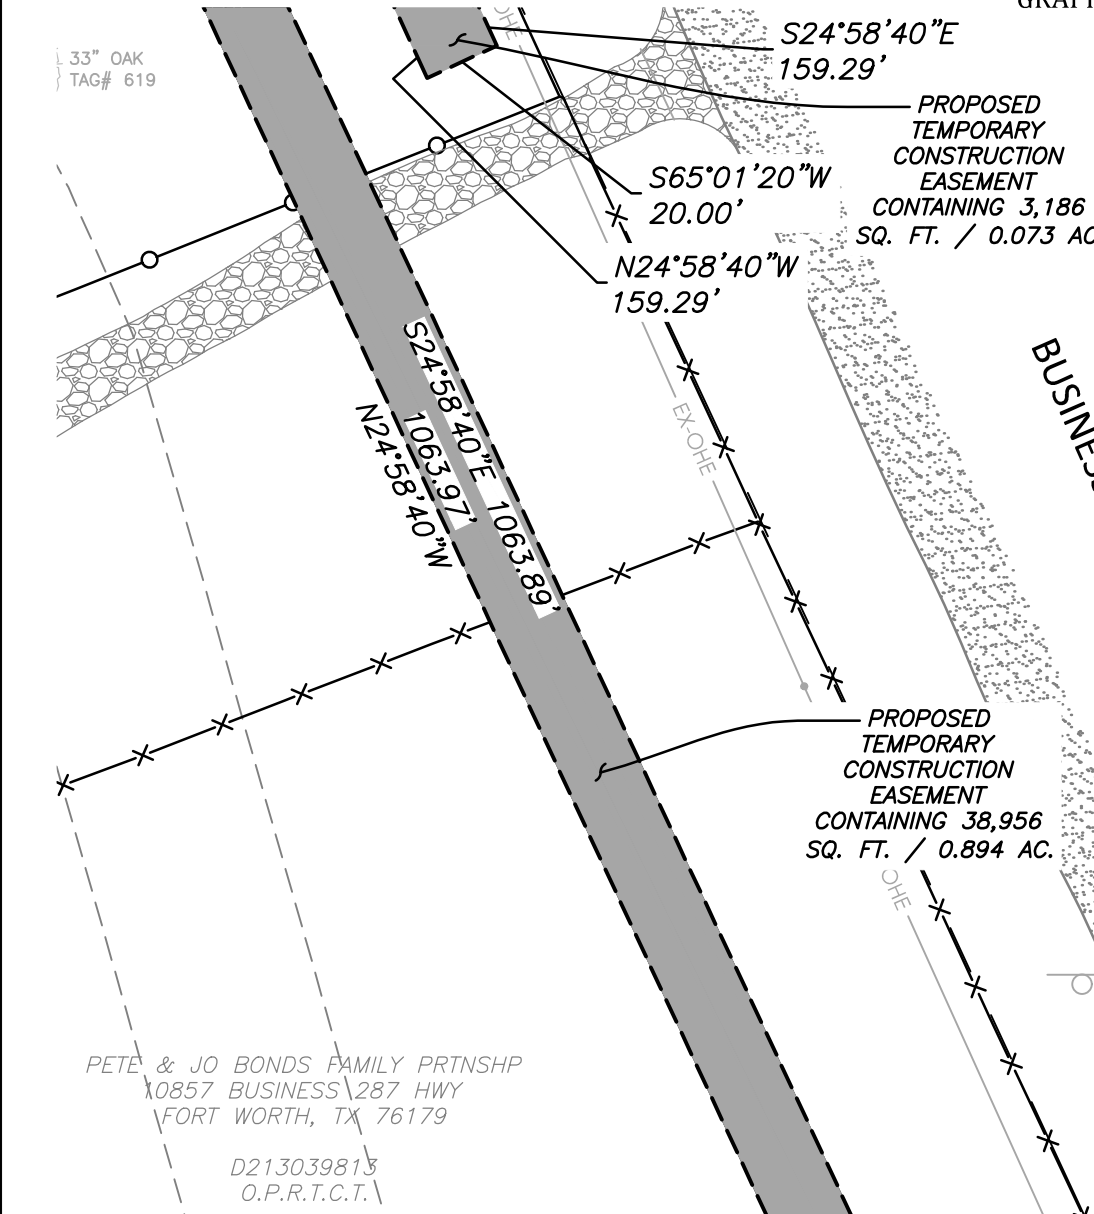 33" OAK
TAG# 619
OHE
S24°58'40"E
159.29'
PROPOSED
TEMPORARY
CONSTRUCTION
EASEMENT
CONTAINING 3,186
SQ. FT. / 0.073 AC
S65°01'20"W
20.00'
N24°58'40"W
159.29'
S24°58'40"E 1063.89'
N24°58'40"W
1063.97'
EX-OHE
PROPOSED
TEMPORARY
CONSTRUCTION
EASEMENT
CONTAINING 38,956
SQ. FT. / 0.894 AC.
OHE
PETE & JO BONDS FAMILY PRTNSHP
10857 BUSINESS 287 HWY
FORT WORTH, TX 76179
D213039813
O.P.R.T.C.T.